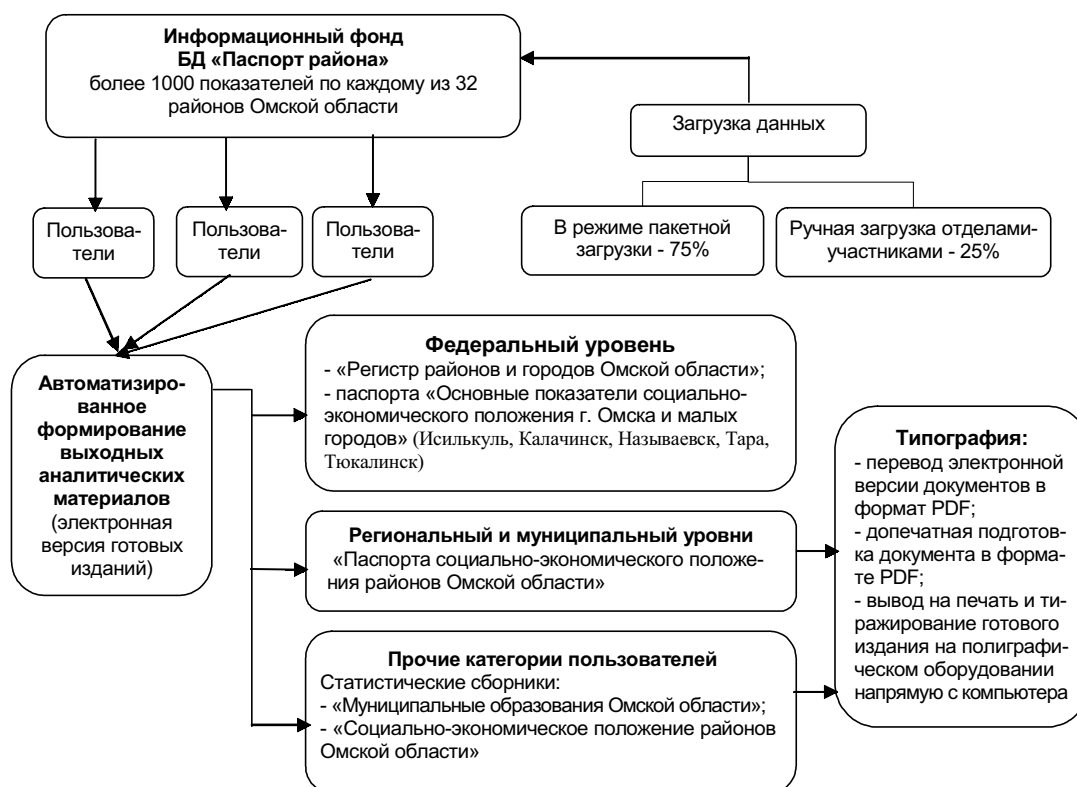 Информационный фонд
БД «Паспорт района»
более 1000 показателей по каждому из 32
районов Омской области
Загрузка данных
Пользова-
тели
Пользова-
тели
Пользова-
тели
В режиме пакетной
загрузки - 75%
Ручная загрузка отделами-
участниками - 25%
Автоматизиро-
ванное
формирование
выходных
аналитических
материалов
(электронная
версия готовых
изданий)
Федеральный уровень
- «Регистр районов и городов Омской области»;
- паспорта «Основные показатели социально-
экономического положения г. Омска и малых
городов» (Исилькуль, Калачинск, Называевск, Тара,
Тюкалинск)
Региональный и муниципальный уровни
«Паспорта социально-экономического положе-
ния районов Омской области»
Прочие категории пользователей
Статистические сборники:
- «Муниципальные образования Омской области»;
- «Социально-экономическое положение районов
Омской области»
Типография:
- перевод электронной
версии документов в
формат PDF;
- допечатная подготов-
ка документа в форма-
те PDF;
- вывод на печать и ти-
ражирование готового
издания на полиграфи-
ческом оборудовании
напрямую с компьютера